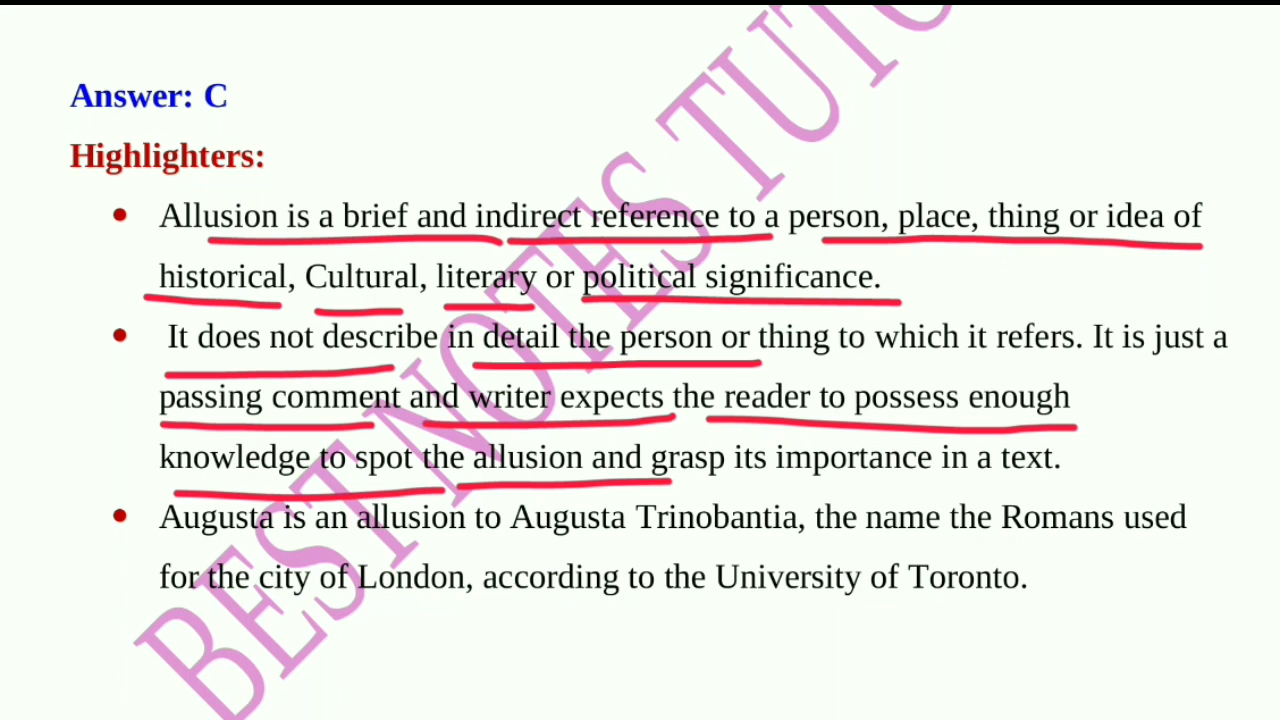 Answer: C
Highlighters:
Allusion is a brief and indirect reference to a person, place, thing or idea of
historical, Cultural, literary or political significance.
It does not describe in detail the person or thing to which it refers. It is just a
passing comment and writer expects the reader to possess enough
knowledge to spot the allusion and grasp its importance in a text.
Augusta is an allusion to Augusta Trinobantia, the name the Romans used
for the city of London, according to the University of Toronto.
BEST NOTES TUTO